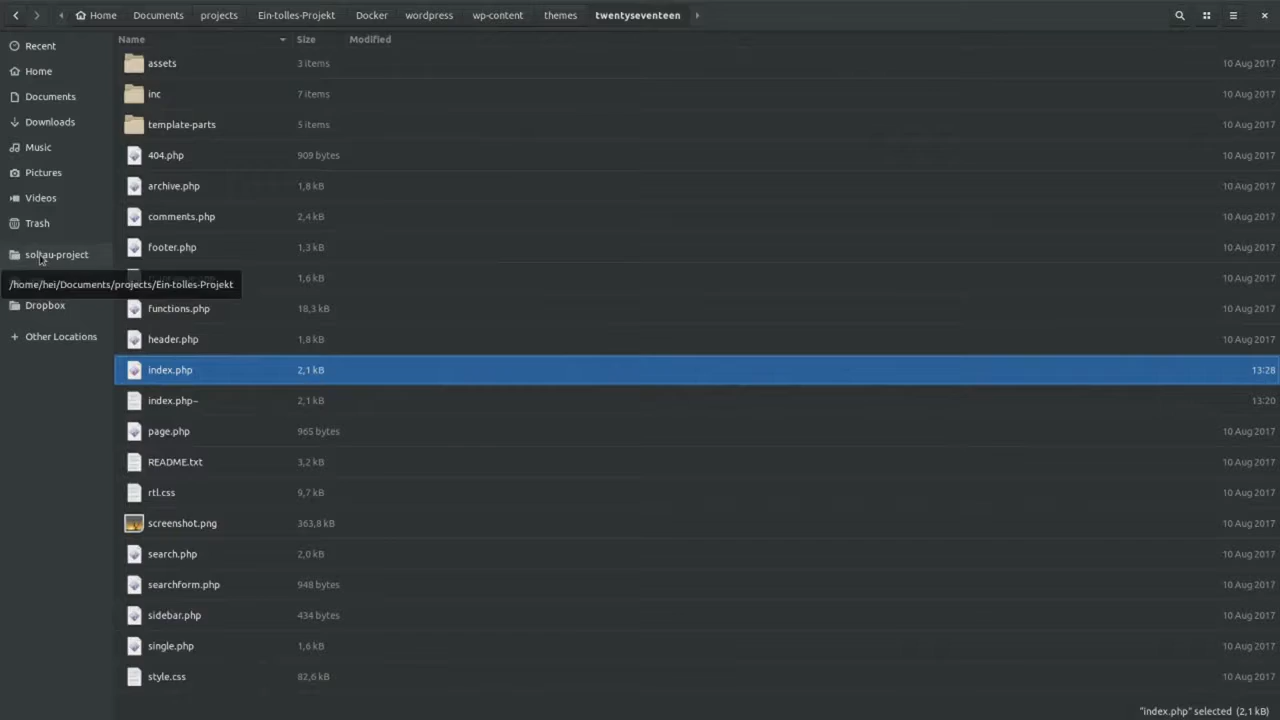 Home Documents projects Ein-tolles-Projekt Docker wordpress wp-content themes twentyseventeen
Name Size Modified
Recent
Home
Documents
Downloads
Music
Pictures
Videos
Trash
soltau-project
/home/hei/Documents/projects/Ein-tolles-Projekt
Dropbox
+ Other Locations
assets 3 items 10 Aug 2017
inc 7 items 10 Aug 2017
template-parts 5 items 10 Aug 2017
404.php 909 bytes 10 Aug 2017
archive.php 1,8 kB 10 Aug 2017
comments.php 2,4 kB 10 Aug 2017
footer.php 1,3 kB 10 Aug 2017
1,6 kB 10 Aug 2017
functions.php 18,3 kB 10 Aug 2017
header.php 1,8 kB 10 Aug 2017
index.php 2,1 kB 13:28
index.php~ 2,1 kB 13:20
page.php 965 bytes 10 Aug 2017
README.txt 3,2 kB 10 Aug 2017
rtl.css 9,7 kB 10 Aug 2017
screenshot.png 363,8 kB 10 Aug 2017
search.php 2,0 kB 10 Aug 2017
searchform.php 948 bytes 10 Aug 2017
sidebar.php 434 bytes 10 Aug 2017
single.php 1,6 kB 10 Aug 2017
style.css 82,6 kB 10 Aug 2017
"index.php" selected (2,1 kB)